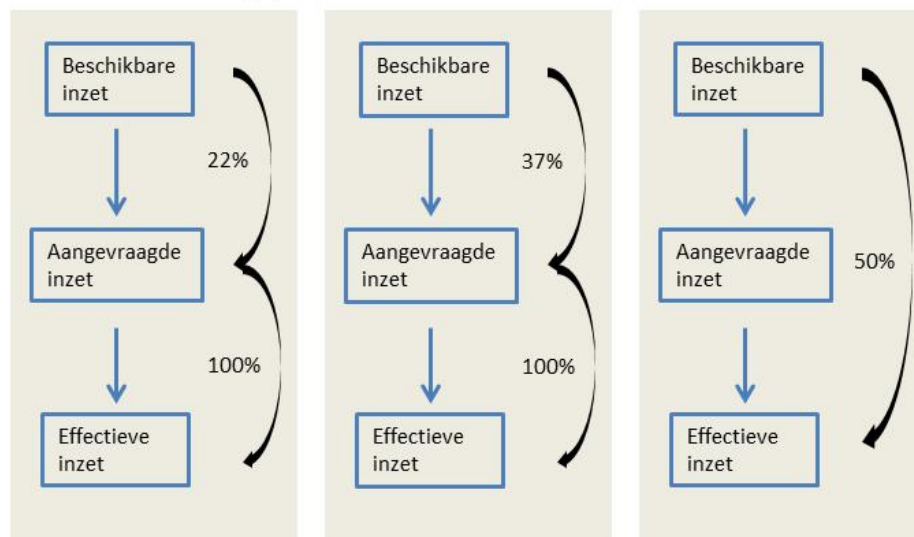 Beschikbare
inzet
22%
Aangevraagde
inzet
100%
Effectieve
inzet
Beschikbare
inzet
37%
Aangevraagde
inzet
100%
Effectieve
inzet
Beschikbare
inzet
Aangevraagde
inzet
50%
Effectieve
inzet